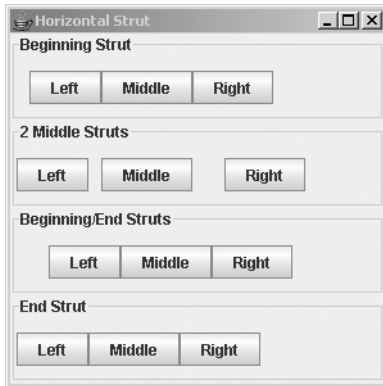 Horizontal Strut
Beginning Strut
Left Middle Right
2 Middle Struts
Left Middle Right
Beginning/End Struts
Left Middle Right
End Strut
Left Middle Right